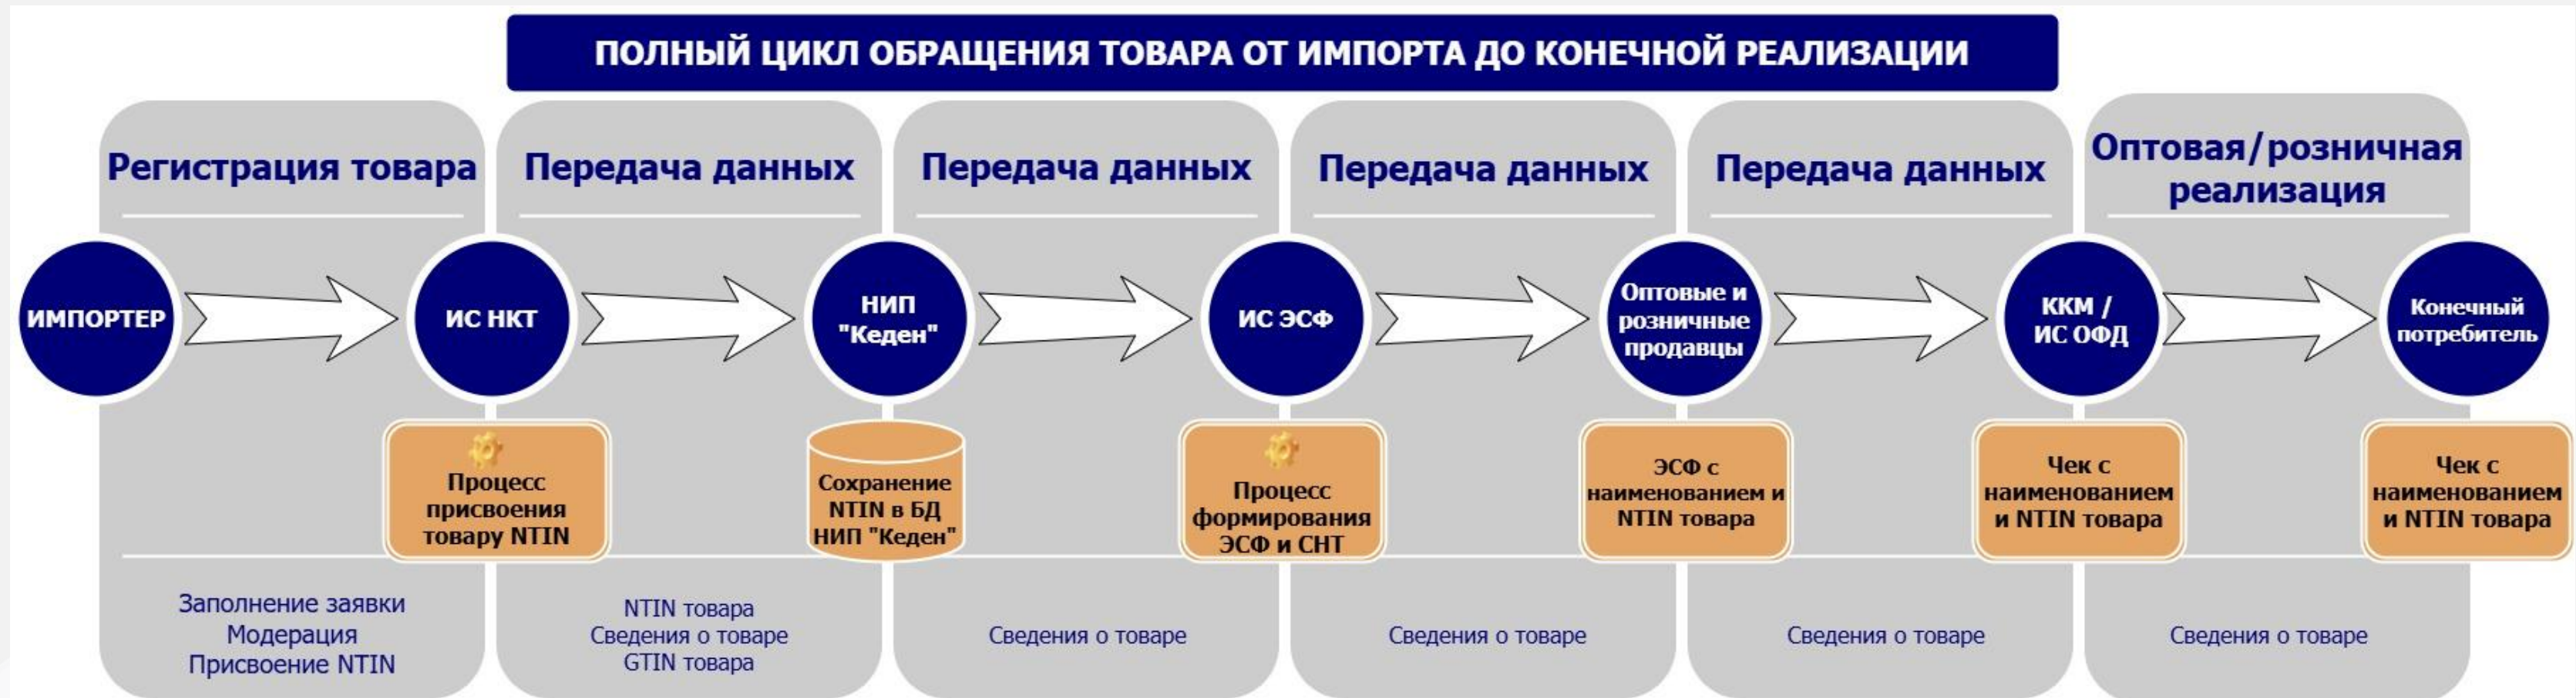 ПОЛНЫЙ ЦИКЛ ОБРАЩЕНИЯ ТОВАРА ОТ ИМПОРТА ДО КОНЕЧНОЙ РЕАЛИЗАЦИИ
Регистрация товара
Передача данных
Передача данных
Передача данных
Передача данных
Оптовая/розничная
реализация
ИМПОРТЕР
ИС НКТ
НИП
"Кеден"
ИС ЭСФ
Оптовые и
розничные
продавцы
ККМ /
ИС ОФД
Конечный
потребитель
Процесс
присвоения
товару NTIN
Сохранение
NTIN в БД
НИП "Кеден"
Процесс
формирования
ЭСФ и СНТ
ЭСФ с
наименованием и
NTIN товара
Чек с
наименованием
и NTIN товара
Чек с
наименованием
и NTIN товара
Заполнение заявки
Модерация
Присвоение NTIN
NTIN товара
Сведения о товаре
GTIN товара
Сведения о товаре
Сведения о товаре
Сведения о товаре
Сведения о товаре